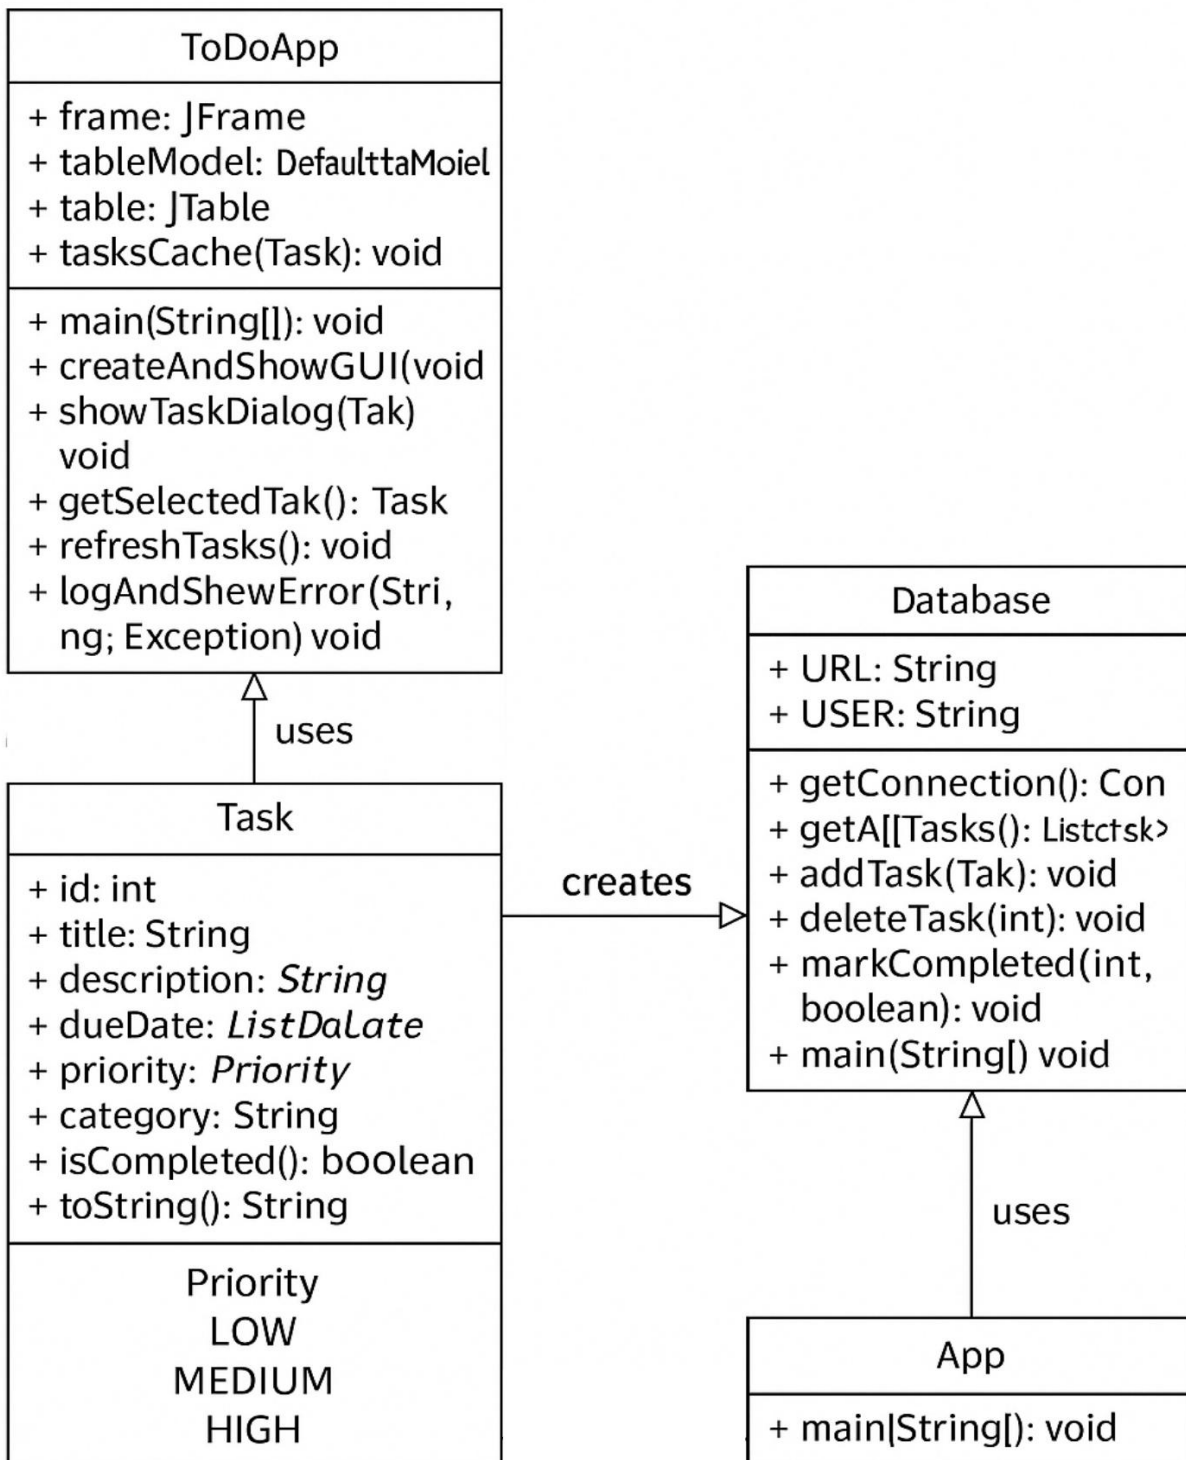 ToDoApp
+ frame: JFrame
+ tableModel: DefaulttaMoiel
+ table: JTable
+ tasksCache(Task): void
+ main(String[]): void
+ createAndShowGUI(void
+ showTaskDialog(Tak)
void
+ getSelectedTak(): Task
+ refreshTasks(): void
+ logAndShewError(Stri,
ng; Exception) void
uses
Task
+ id: int
+ title: String
+ description: String
+ dueDate: ListDaLate
+ priority: Priority
+ category: String
+ isCompleted(): boolean
+ toString(): String
Priority
LOW
MEDIUM
HIGH
creates
Database
+ URL: String
+ USER: String
+ getConnection(): Con
+ getA[[Tasks(): Listctsk>
+ addTask(Tak): void
+ deleteTask(int): void
+ markCompleted(int,
boolean): void
+ main(String[) void
uses
App
+ main|String[): void